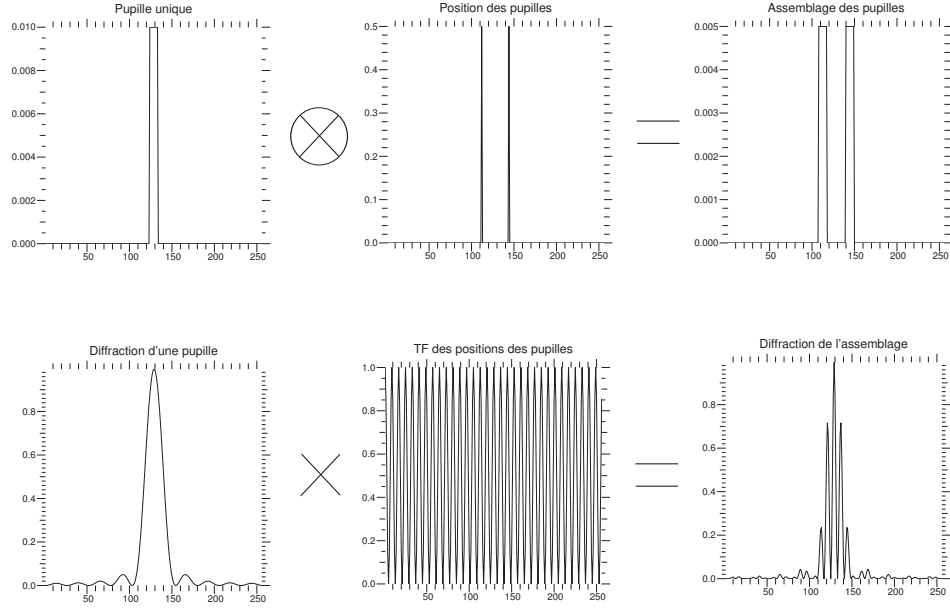 Pupille unique
0.010
0.008
0.006
0.004
0.002
0.000
50 100 150 200 250
Position des pupilles
0.5
0.4
0.3
0.2
0.1
0.0
50 100 150 200 250
Assemblage des pupilles
0.005
0.004
0.003
0.002
0.001
0.000
50 100 150 200 250
Diffraction d'une pupille
0.8
0.6
0.4
0.2
0.0
50 100 150 200 250
TF des positions des pupilles
1.0
0.8
0.6
0.4
0.2
0.0
50 100 150 200 250
Diffraction de l'assemblage
0.8
0.6
0.4
0.2
0.0
50 100 150 200 250